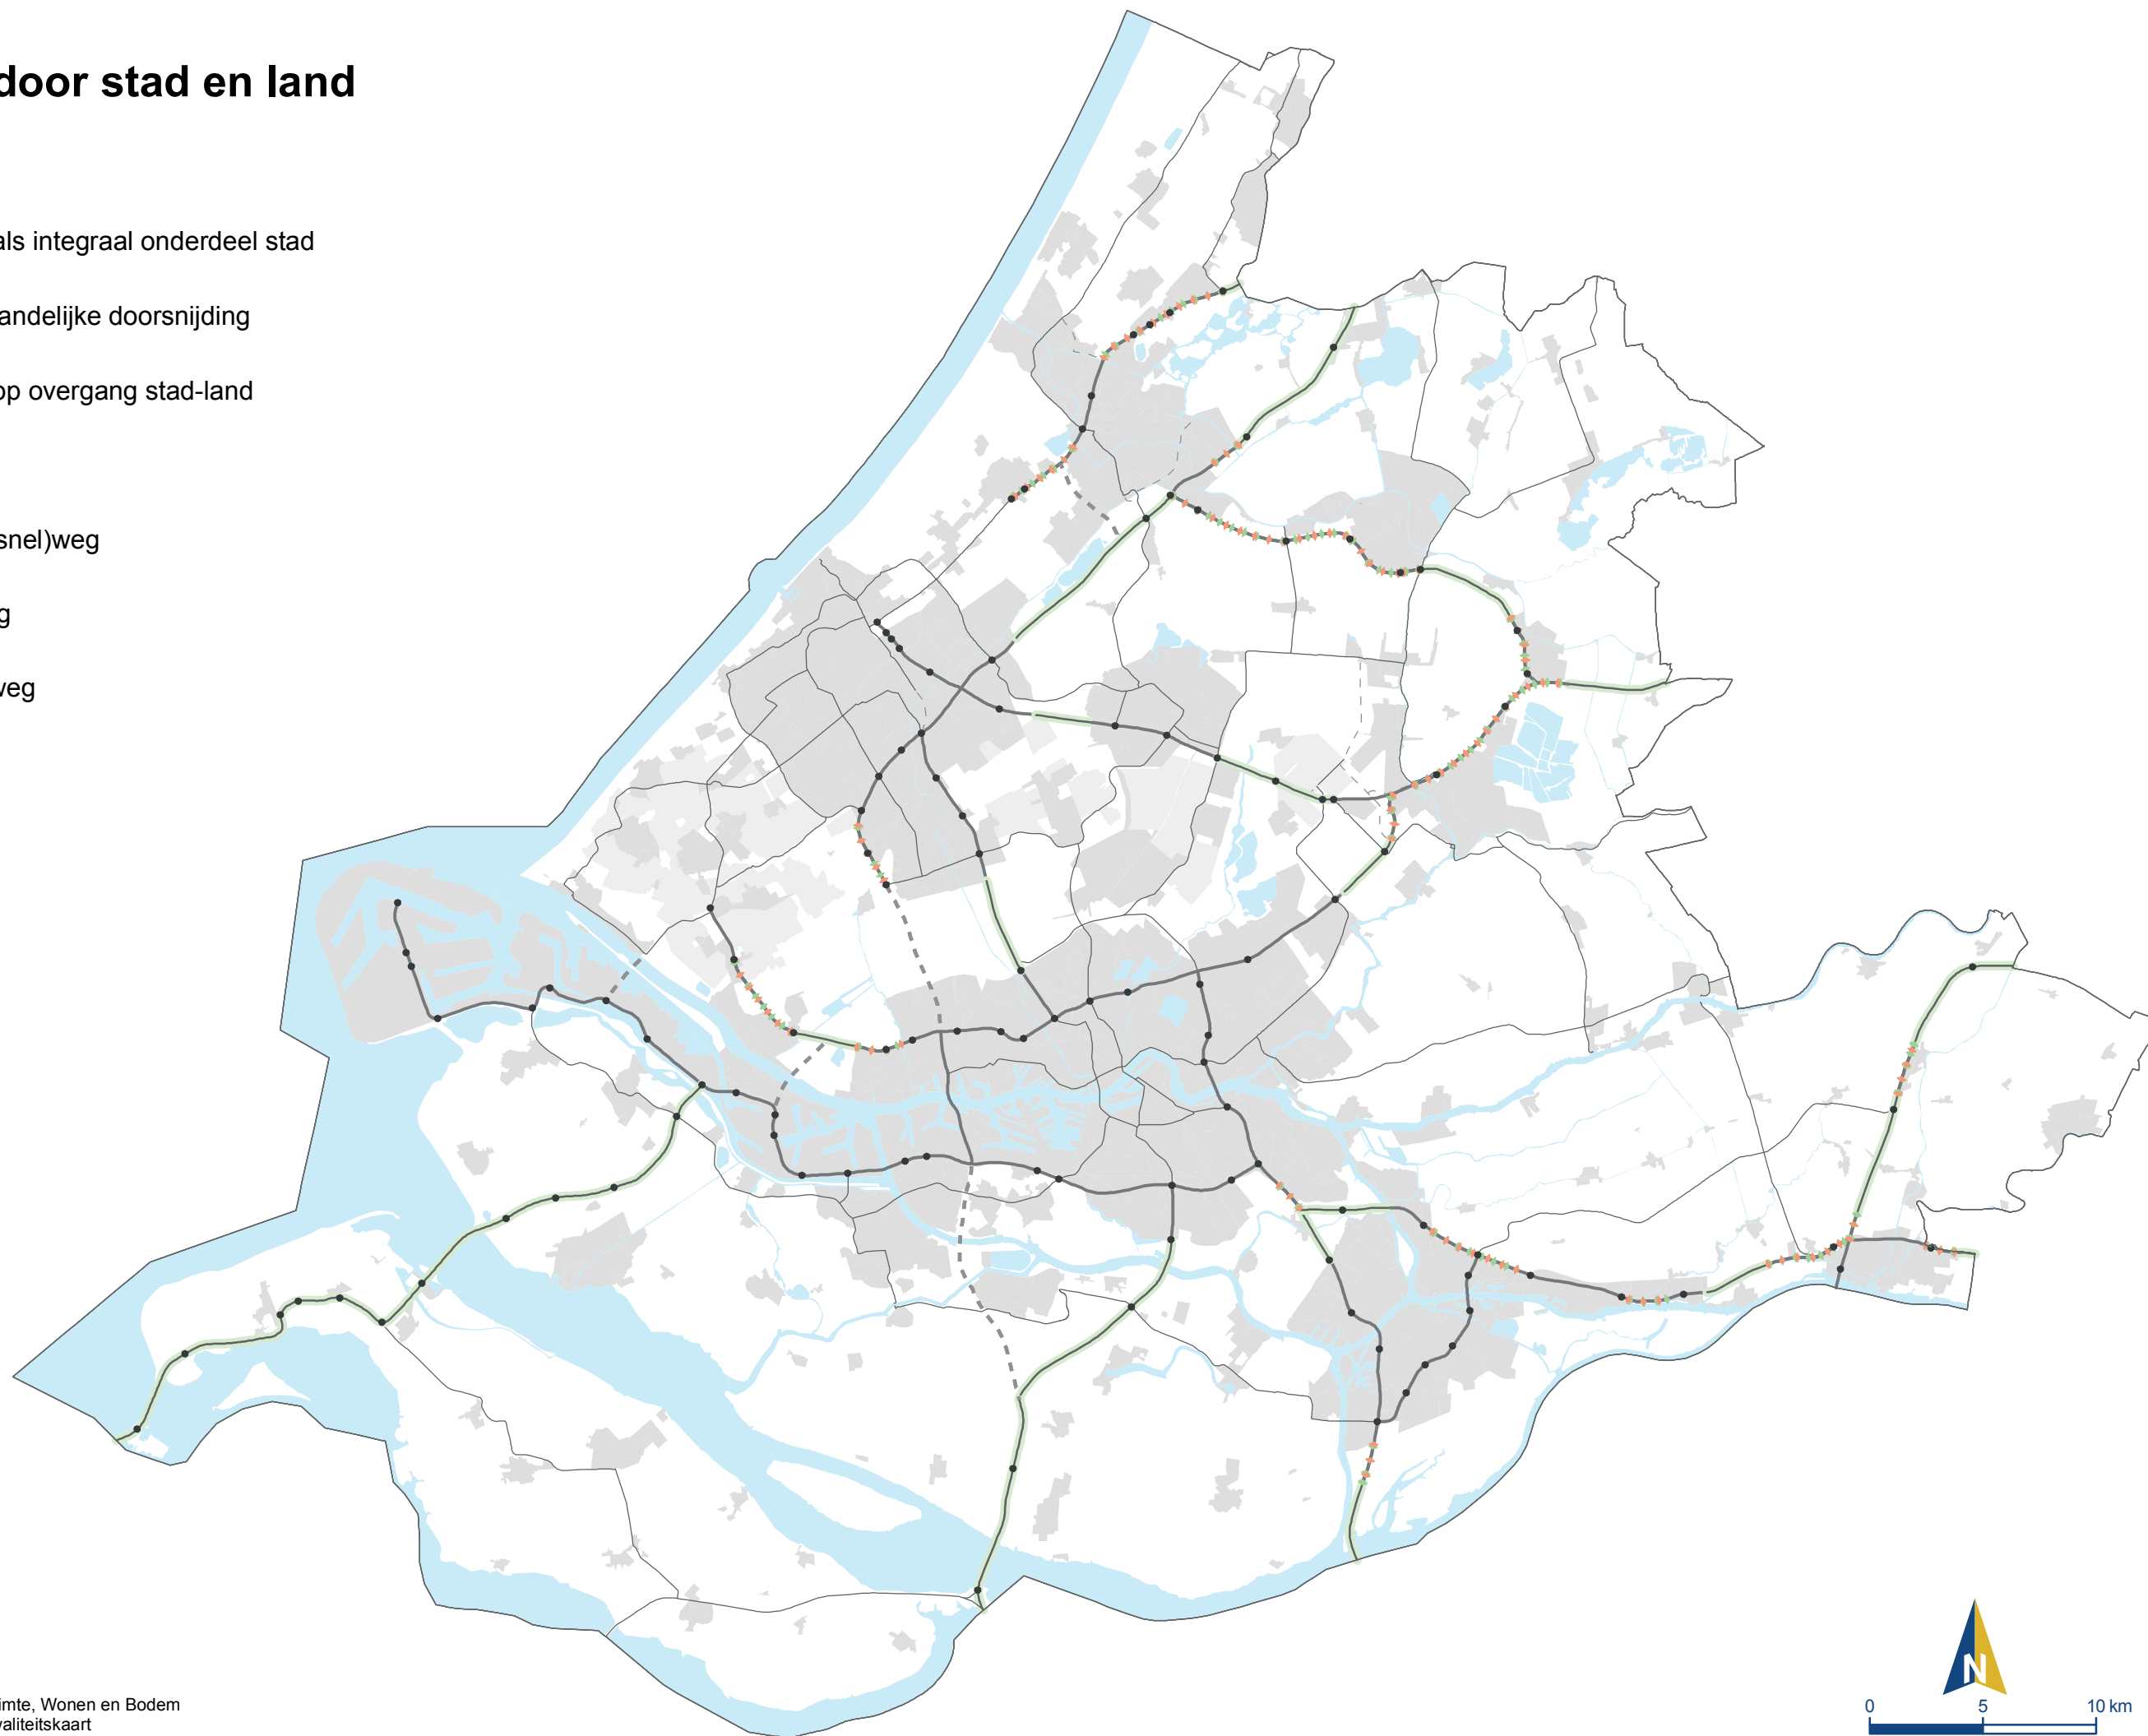 door stad en land
als integraal onderdeel stad
andelijke doorsnijding
op overgang stad-land
snel)weg
g
weg
imte, Wonen en Bodem
valiteitskaart
N
0 5 10 km